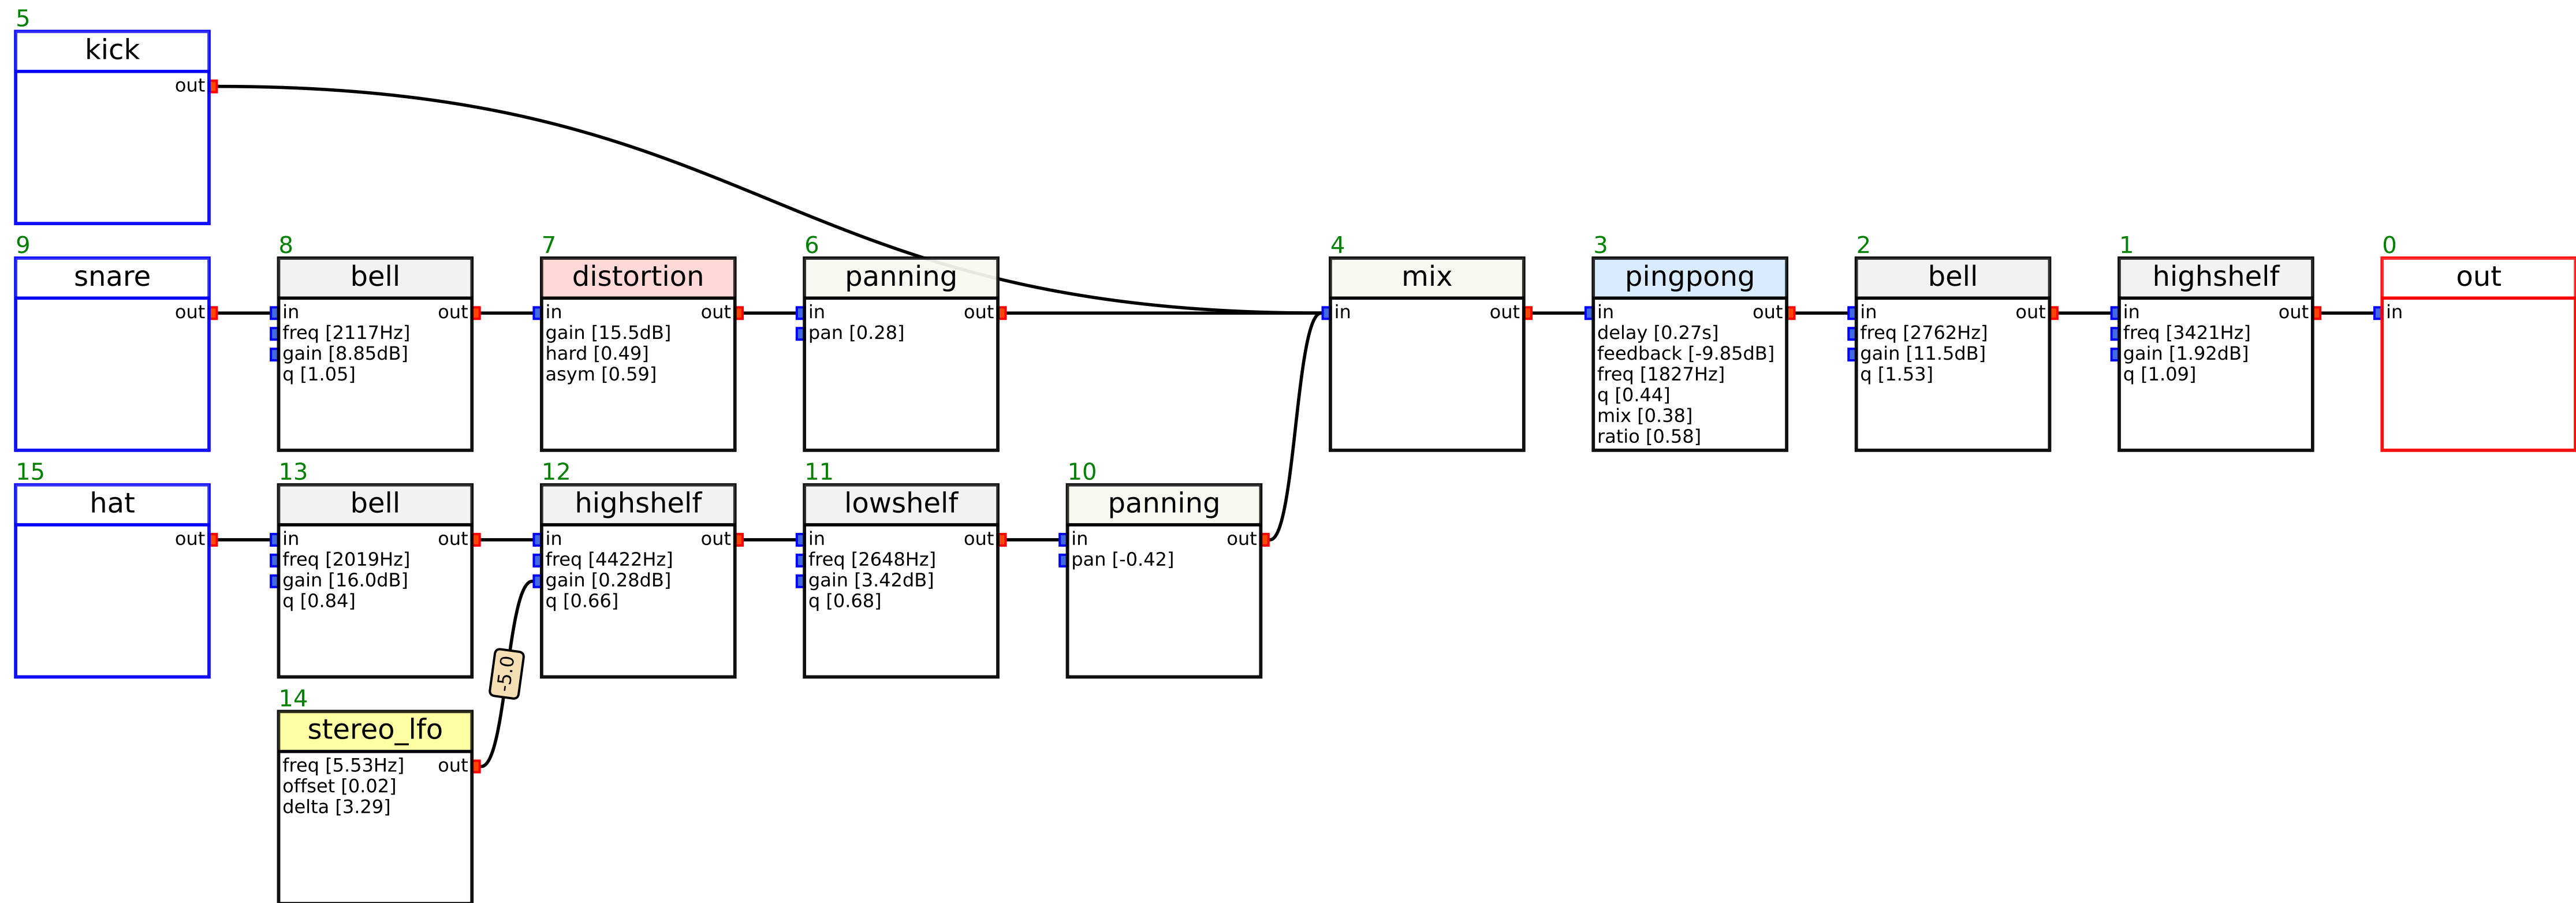 5
kick
out
9
snare
out
8
bell
in out
freq [2117Hz]
gain [8.85dB]
q [1.05]
7
distortion
in out
gain [15.5dB]
hard [0.49]
asym [0.59]
6
panning
in out
pan [0.28]
4
mix
in out
3
pingpong
in out
delay [0.27s]
feedback [-9.85dB]
freq [1827Hz]
q [0.44]
mix [0.38]
ratio [0.58]
2
bell
in out
freq [2762Hz]
gain [11.5dB]
q [1.53]
1
highshelf
in out
freq [3421Hz]
gain [1.92dB]
q [1.09]
0
out
in
15
hat
out
13
bell
in out
freq [2019Hz]
gain [16.0dB]
q [0.84]
12
highshelf
in out
freq [4422Hz]
gain [0.28dB]
q [0.66]
11
lowshelf
in out
freq [2648Hz]
gain [3.42dB]
q [0.68]
10
panning
in out
pan [-0.42]
-5.0
14
stereo_lfo
freq [5.53Hz] out
offset [0.02]
delta [3.29]